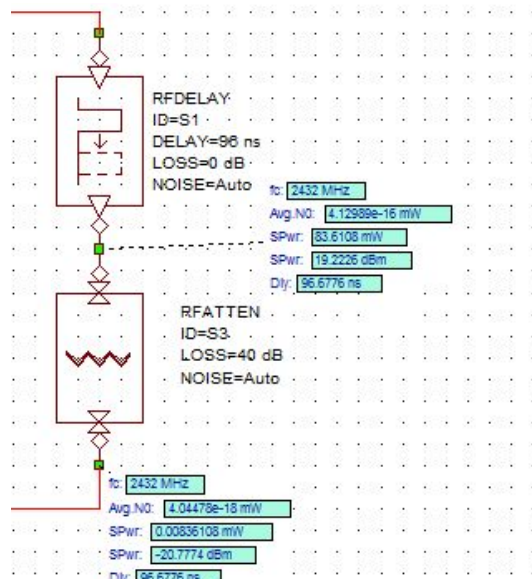 RFDELAY
ID=S1
DELAY=96 ns
LOSS=0 dB
NOISE=Auto
fc: 2432 MHz
Avg.N0: 4.12989e-16 mW
SPwr: 83.6108 mW
SPwr: 19.2226 dBm
Dly: 96.6776 ns
RFATTEN
ID=S3
LOSS=40 dB
NOISE=Auto
fc: 2432 MHz
Avg.N0: 4.04478e-18 mW
SPwr: 0.00836108 mW
SPwr: -20.7774 dBm
Dly: 96.6776 ns